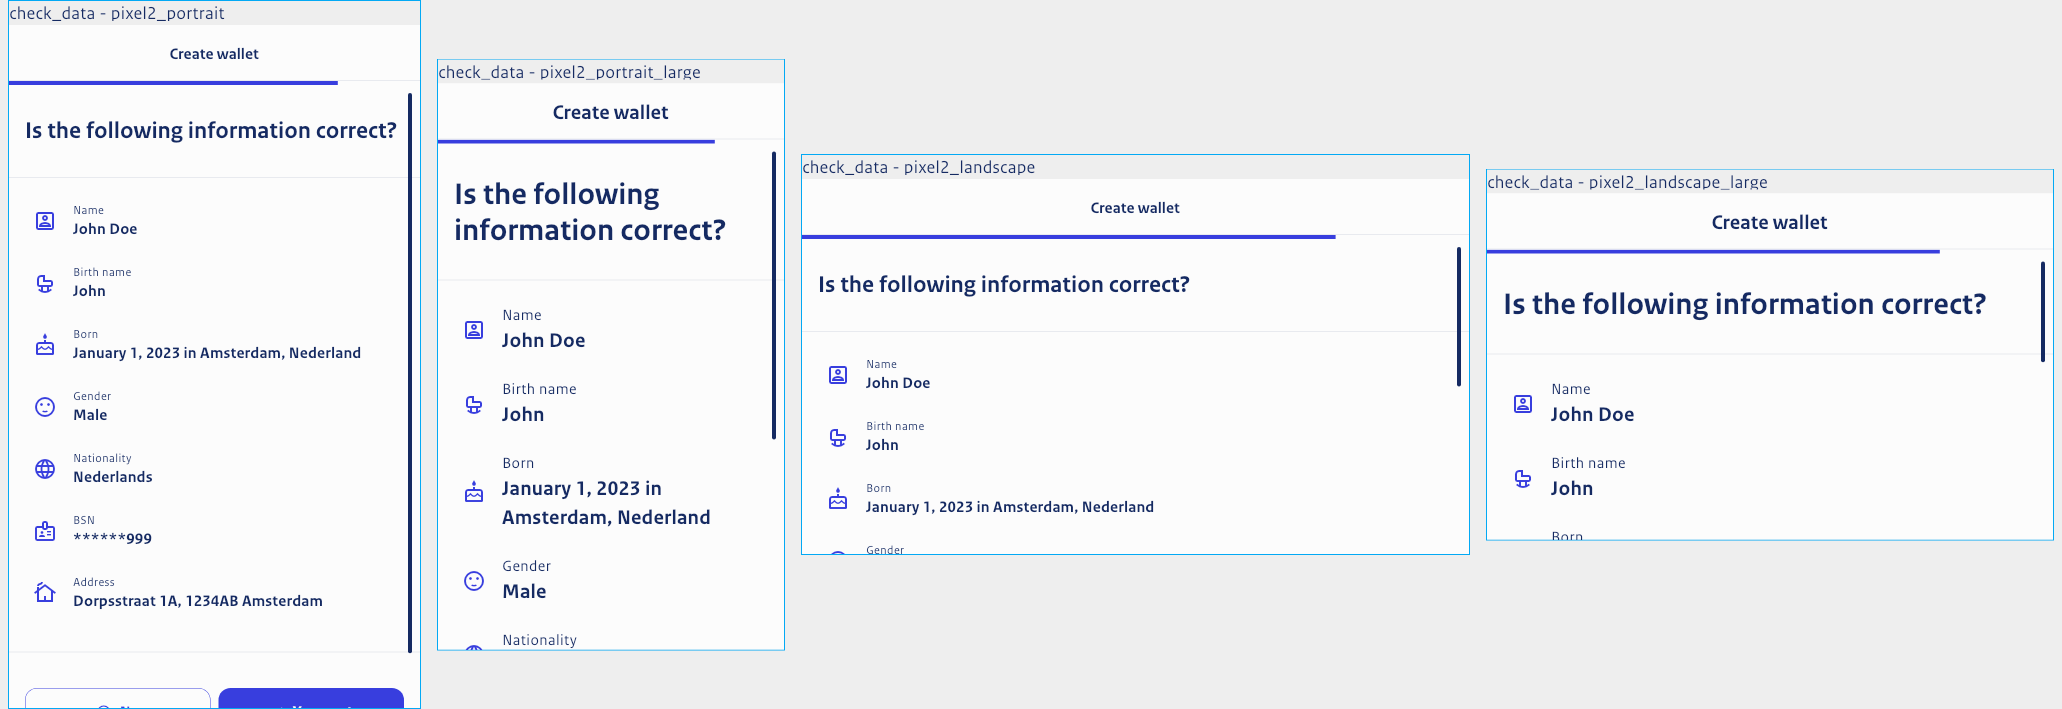 check_data - pixel2_portrait
Create wallet
Is the following information correct?
Name
John Doe
Birth name
John
Born
January 1, 2023 in Amsterdam, Nederland
Gender
Male
Nationality
Nederlands
BSN
******999
Address
Dorpsstraat 1A, 1234AB Amsterdam
check_data - pixel2_portrait_large
Create wallet
Is the following
information correct?
Name
John Doe
Birth name
John
Born
January 1, 2023 in
Amsterdam, Nederland
Gender
Male
Nationality
check_data - pixel2_landscape
Create wallet
Is the following information correct?
Name
John Doe
Birth name
John
Born
January 1, 2023 in Amsterdam, Nederland
Gender
check_data - pixel2_landscape_large
Create wallet
Is the following information correct?
Name
John Doe
Birth name
John
Born